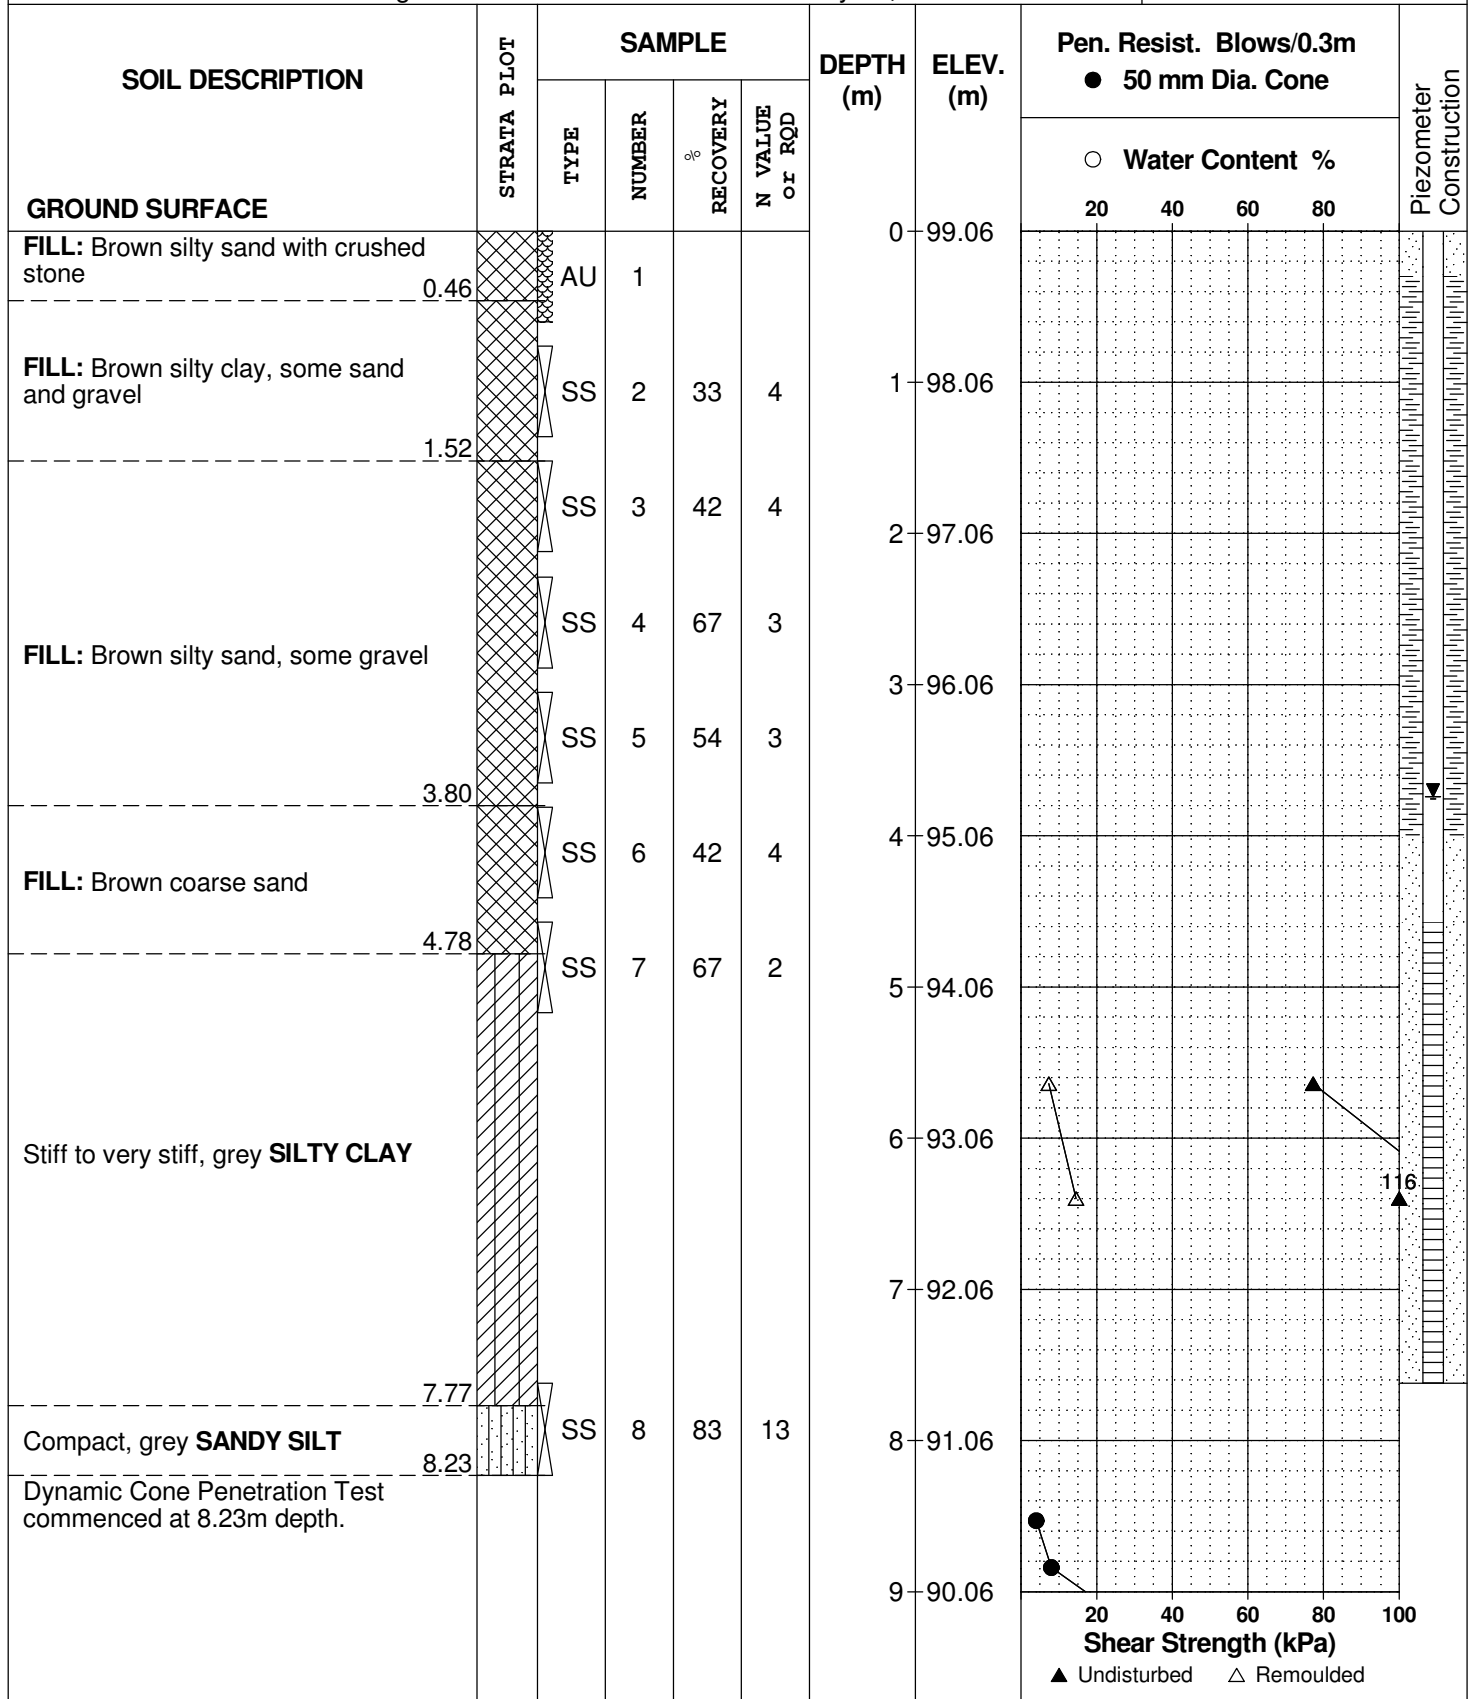 SOIL DESCRIPTION
GROUND SURFACE
STRATA PLOT
SAMPLE
TYPE
NUMBER
% RECOVERY
N VALUE or RQD
DEPTH (m)
ELEV. (m)
Pen. Resist. Blows/0.3m
● 50 mm Dia. Cone
○ Water Content %
20 40 60 80
Piezometer Construction
0 99.06
FILL: Brown silty sand with crushed
stone
0.46
AU 1
FILL: Brown silty clay, some sand
and gravel
1.52
SS 2 33 4
1 98.06
SS 3 42 4
2 97.06
SS 4 67 3
FILL: Brown silty sand, some gravel
3 96.06
SS 5 54 3
3.80
4 95.06
SS 6 42 4
FILL: Brown coarse sand
4.78
SS 7 67 2
5 94.06
6 93.06
Stiff to very stiff, grey SILTY CLAY
116
7 92.06
7.77
SS 8 83 13
Compact, grey SANDY SILT
8 91.06
8.23
Dynamic Cone Penetration Test
commenced at 8.23m depth.
9 90.06
20 40 60 80 100
Shear Strength (kPa)
▲ Undisturbed △ Remoulded